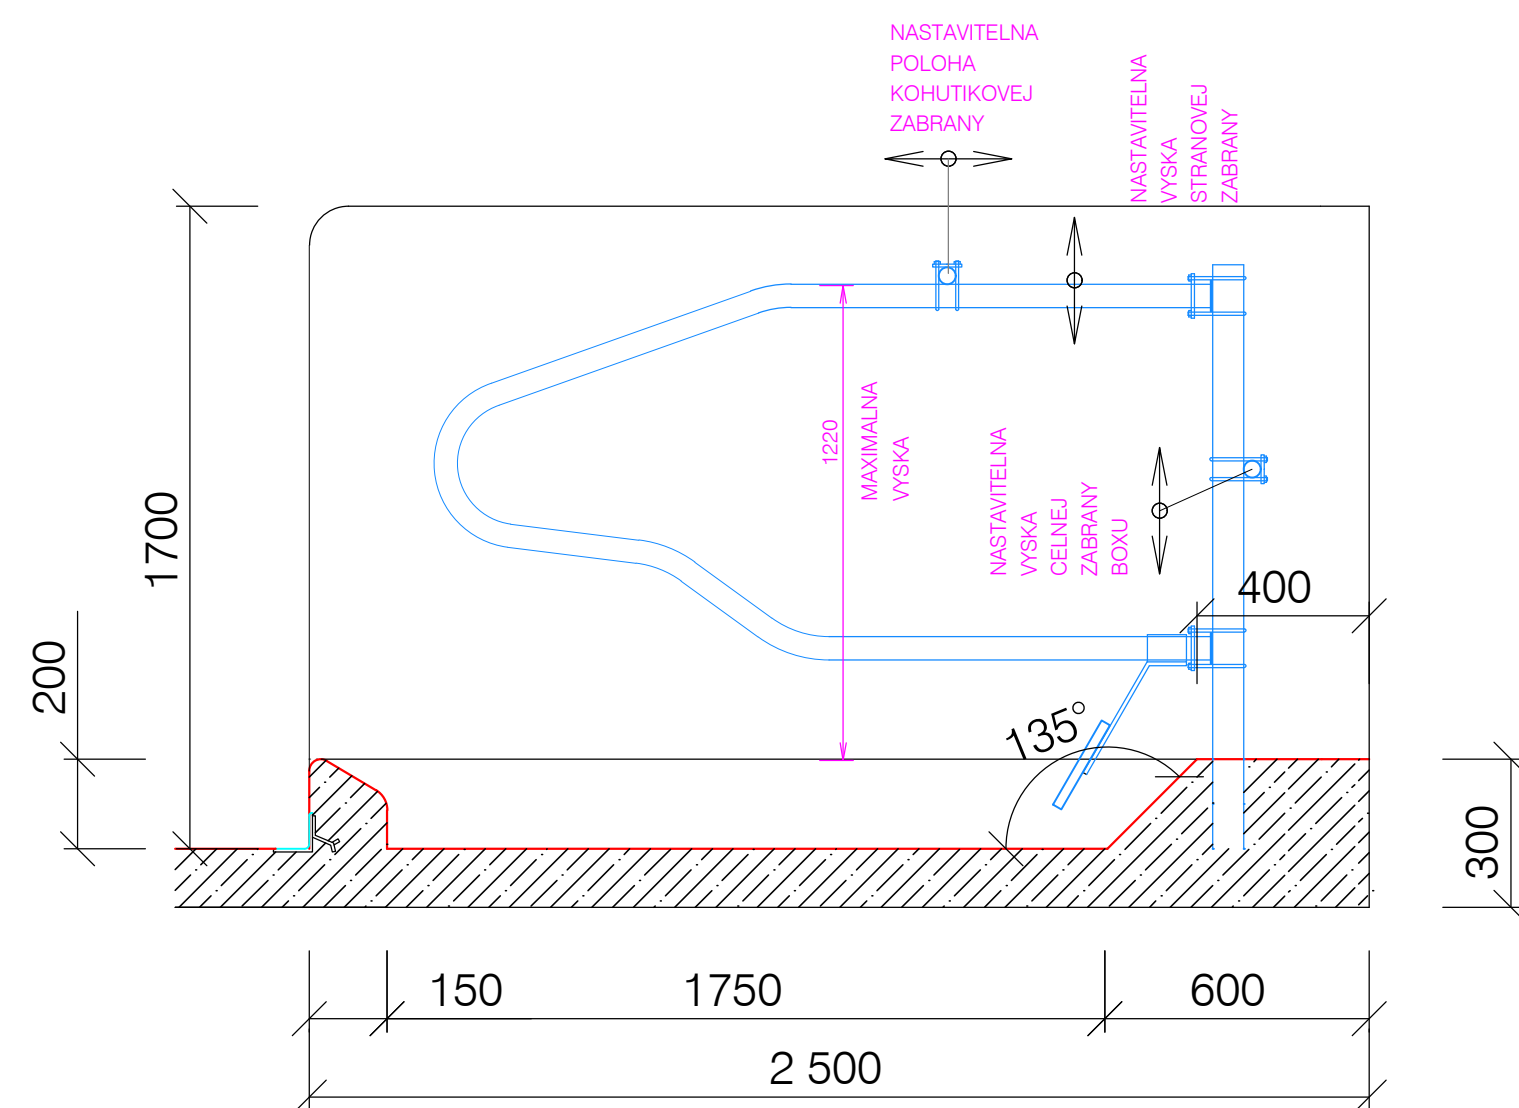 NASTAVITELNA
POLOHA
KOHUTIKOVEJ
ZABRANY
NASTAVITELNA
VYSKA
STRANOVEJ
ZABRANY
1220
MAXIMALNA
VYSKA
NASTAVITELNA
VYSKA
CELNEJ
ZABRANY
BOXU
1700
400
200
135°
300
150
1750
600
2 500